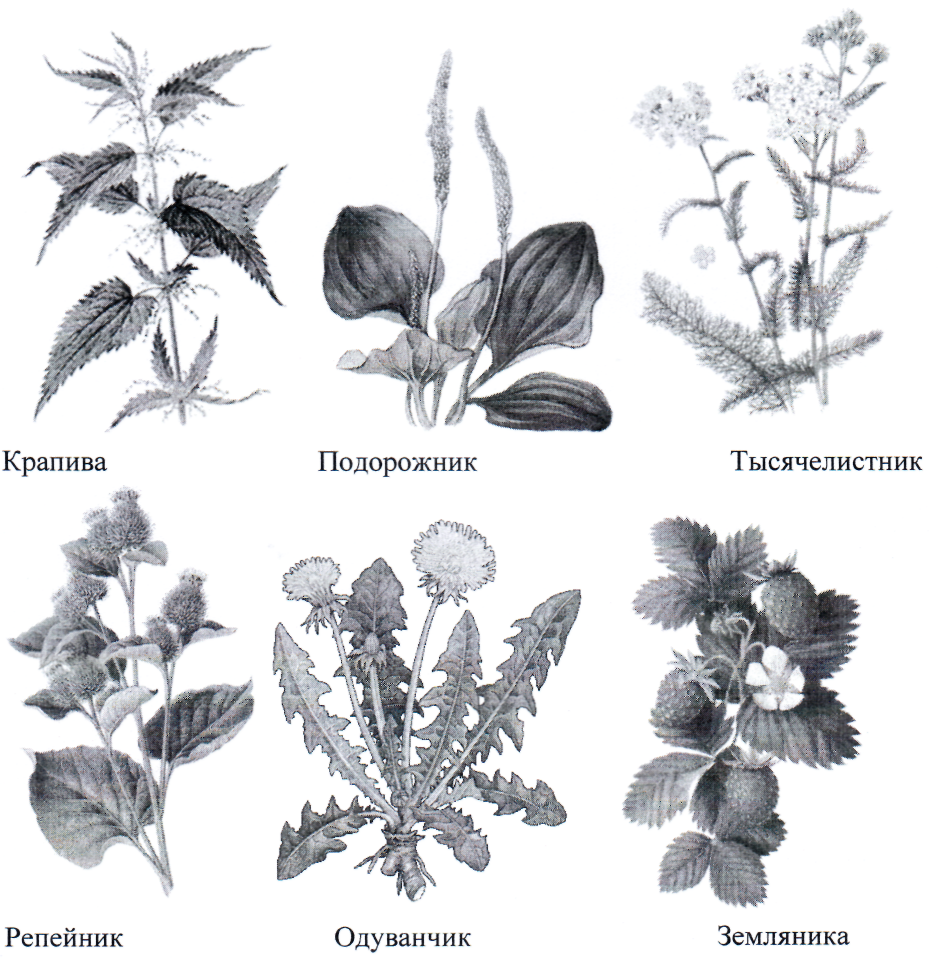 Крапива
Подорожник
Тысячелистник
Репейник
Одуванчик
Земляника